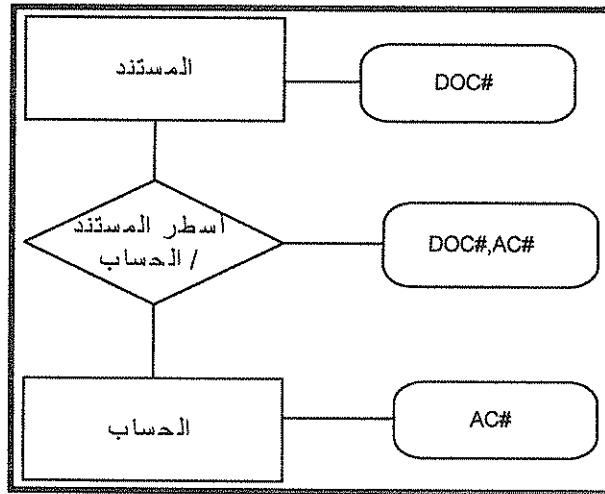 المستند
DOC#
أسطر المستند
/ الحساب
DOC#,AC#
الحساب
AC#